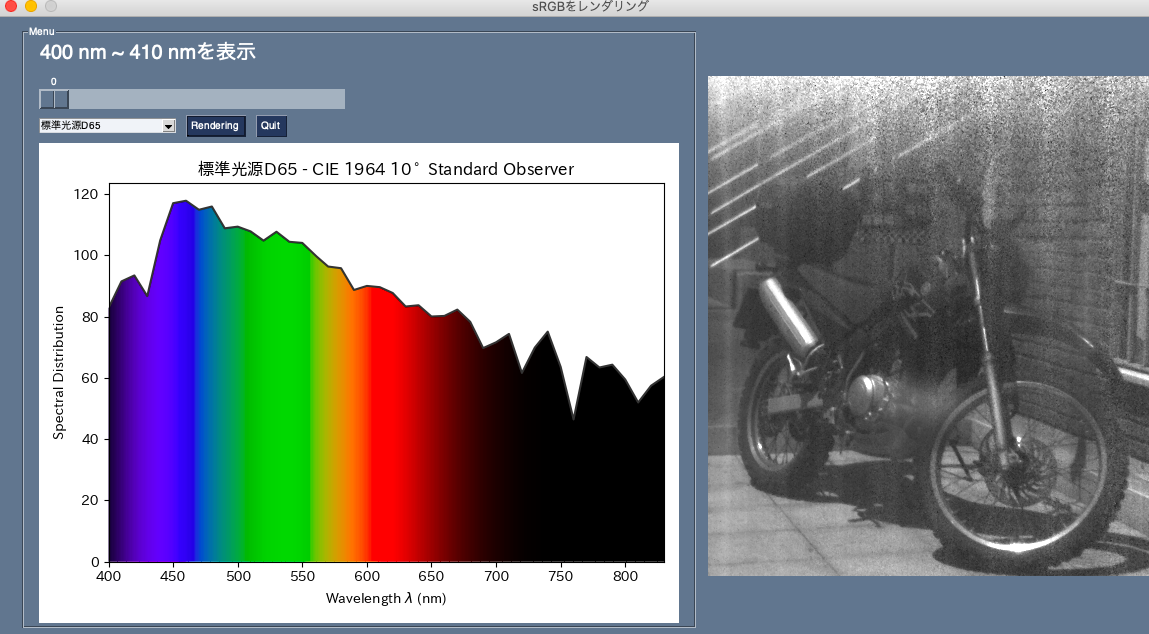 sRGBをレンダリング
Menu
400 nm ~ 410 nmを表示
0
標準光源D65
Rendering
Quit
標準光源D65 - CIE 1964 10° Standard Observer
120
100
80
60
40
20
0
Spectral Distribution
400 450 500 550 600 650 700 750 800
Wavelength λ (nm)